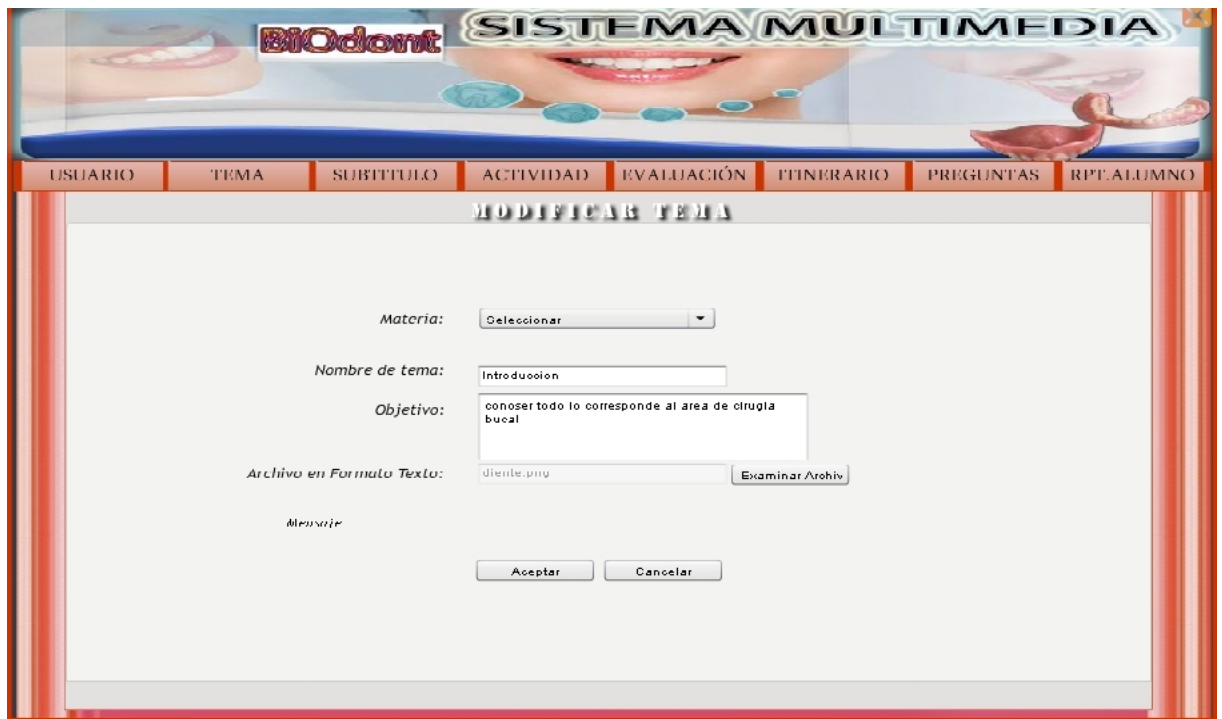 BiOdont
SISTEMA MULTIMEDIA
USUARIO TEMA SUBTITULO ACTIVIDAD EVALUACIÓN ITINERARIO PREGUNTAS RPT.ALUMNO
MODIFICAR TEMA
Materia: Seleccionar
Nombre de tema: Introduccion
Objetivo: conoser todo lo corresponde al area de cirugia
bucal
Archivo en Formato Texto: diente.png Examinar Archiv
Mensaje
Aceptar Cancelar